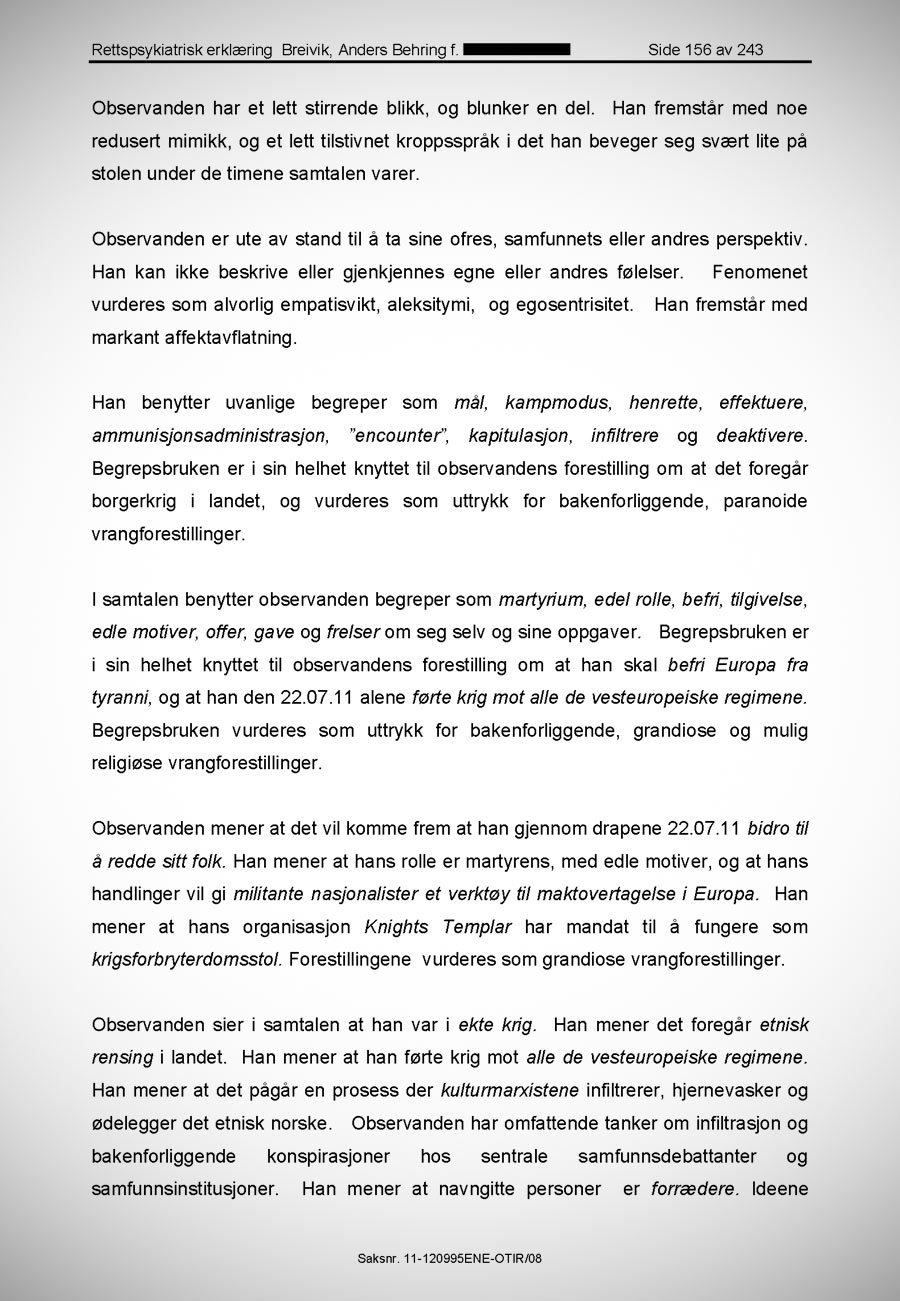 Rettspsykiatrisk erklæring Breivik, Anders Behring f. Side 156 av 243
Observanden har et lett stirrende blikk, og blunker en del. Han fremstår med noe
redusert mimikk, og et lett tilstivnet kroppsspråk i det han beveger seg svært lite på
stolen under de timene samtalen varer.
Observanden er ute av stand til å ta sine ofres, samfunnets eller andres perspektiv.
Han kan ikke beskrive eller gjenkjennes egne eller andres følelser. Fenomenet
vurderes som alvorlig empatisvikt, aleksitymi, og egosentrisitet. Han fremstår med
markant affektavflatning.
Han benytter uvanlige begreper som mål, kampmodus, henrette, effektuere,
ammunisjonsadministrasjon, ”encounter”, kapitulasjon, infiltrere og deaktivere.
Begrepsbruken er i sin helhet knyttet til observandens forestilling om at det foregår
borgerkrig i landet, og vurderes som uttrykk for bakenforliggende, paranoide
vrangforestillinger.
I samtalen benytter observanden begreper som martyrium, edel rolle, befri, tilgivelse,
edle motiver, offer, gave og frelser om seg selv og sine oppgaver. Begrepsbruken er
i sin helhet knyttet til observandens forestilling om at han skal befri Europa fra
tyranni, og at han den 22.07.11 alene førte krig mot alle de vesteuropeiske regimene.
Begrepsbruken vurderes som uttrykk for bakenforliggende, grandiose og mulig
religiøse vrangforestillinger.
Observanden mener at det vil komme frem at han gjennom drapene 22.07.11 bidro til
å redde sitt folk. Han mener at hans rolle er martyrens, med edle motiver, og at hans
handlinger vil gi militante nasjonalister et verktøy til maktovertagelse i Europa. Han
mener at hans organisasjon Knights Templar har mandat til å fungere som
krigsforbryterdomsstol. Forestillingene vurderes som grandiose vrangforestillinger.
Observanden sier i samtalen at han var i ekte krig. Han mener det foregår etnisk
rensing i landet. Han mener at han førte krig mot alle de vesteuropeiske regimene.
Han mener at det pågår en prosess der kulturmarxistene infiltrerer, hjernevasker og
ødelegger det etnisk norske. Observanden har omfattende tanker om infiltrasjon og
bakenforliggende konspirasjoner hos sentrale samfunnsdebattanter og
samfunnsinstitusjoner. Han mener at navngitte personer er forrædere. Ideene
Saksnr. 11-120995ENE-OTIR/08